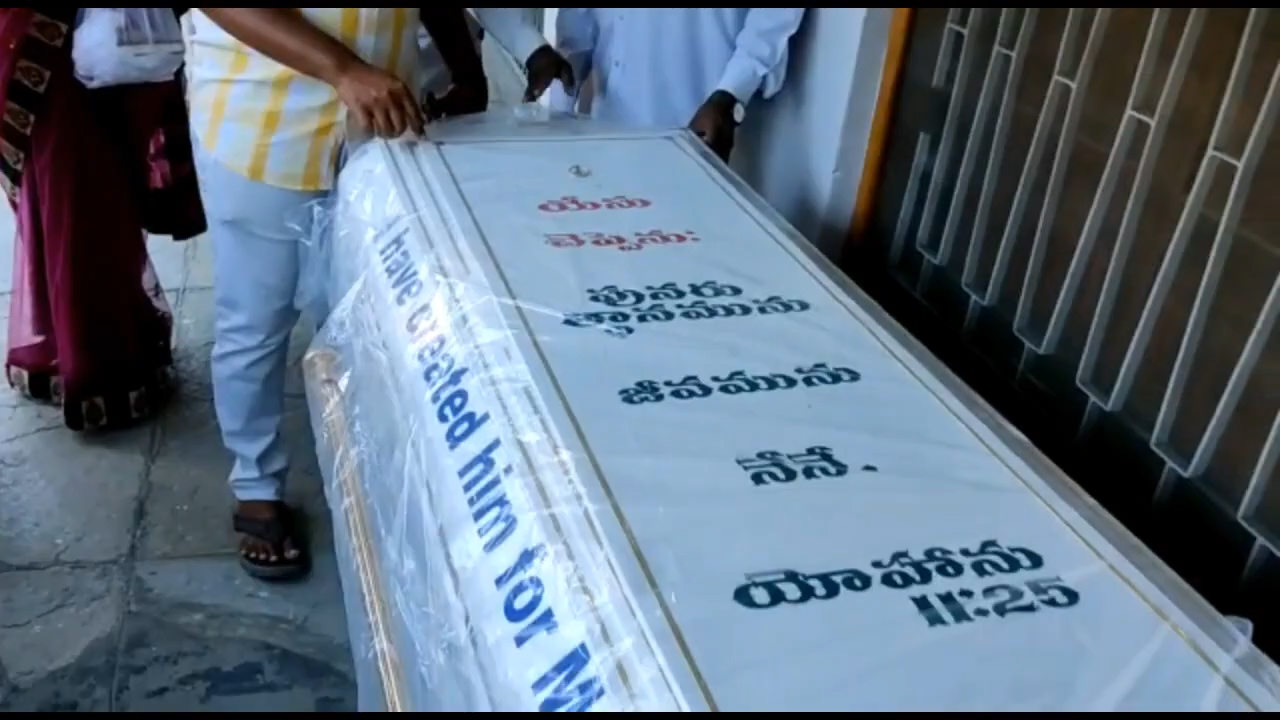 యేసు
చెప్పెను:
పునరు
త్థానమును
జీవమును
నేనే.
యోహాను
11:25
I have created him for M